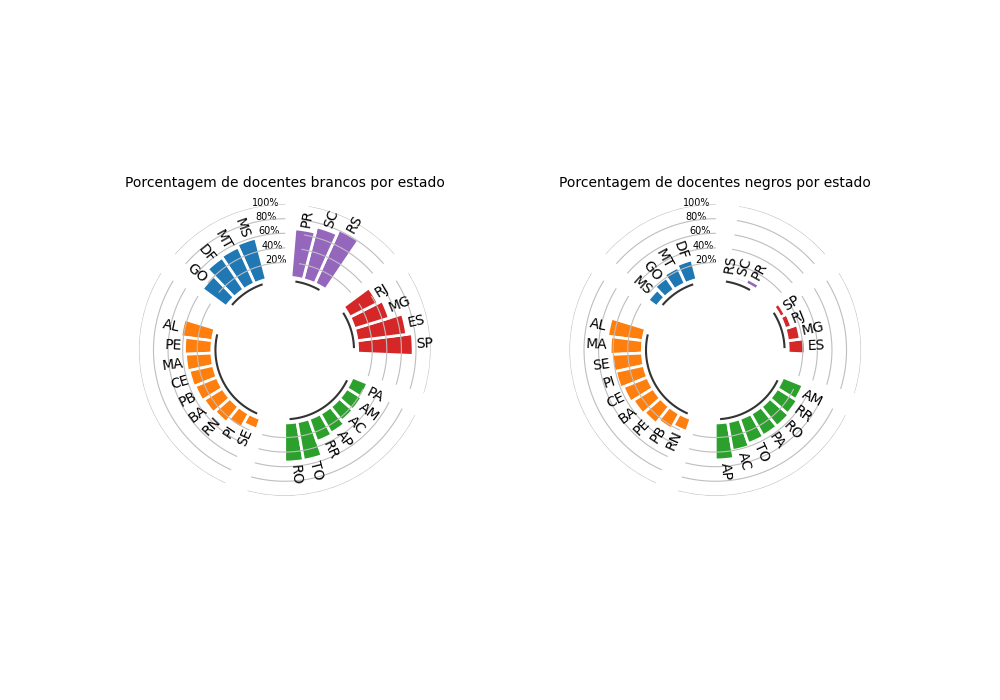 Porcentagem de docentes brancos por estado
100%
80%
60%
40%
20%
PR
SC
RS
RJ
MG
ES
SP
PA
AM
AC
AP
RR
TO
RO
SE
PI
RN
BA
PB
CE
MA
PE
AL
GO
DF
MT
MS
Porcentagem de docentes negros por estado
100%
80%
60%
40%
20%
RS
SC
PR
SP
RJ
MG
ES
AM
RR
RO
PA
TO
AC
AP
RN
PB
PE
BA
CE
PI
SE
MA
AL
MS
GO
MT
DF